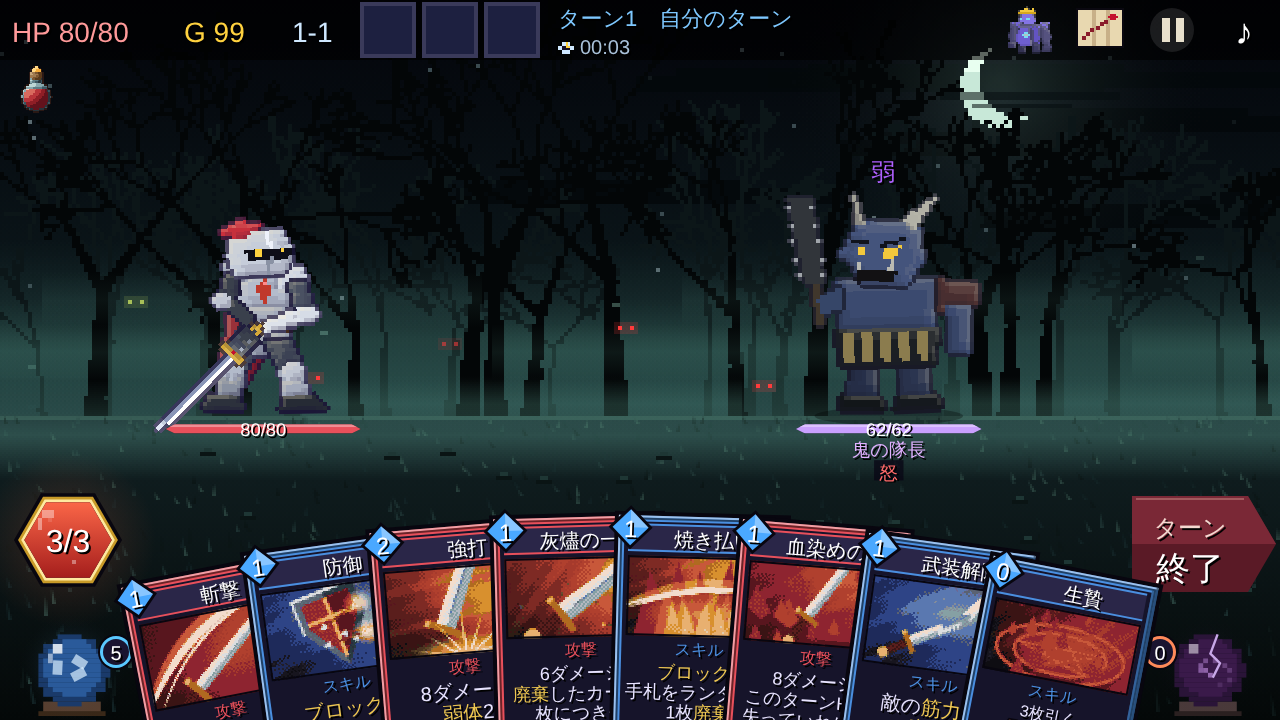 HP 80/80 G 99 1-1
ターン1 自分のターン
00:03
弱
80/80
62/62
鬼の隊長
怒
3/3
ターン
終了
5
0
1
斬撃
攻撃
1
防御
スキル
ブロック
2
強打
攻撃
8ダメー
弱体2
1
灰燼の一
攻撃
6ダメージ
廃棄したカー
枚につき
1
焼き払
スキル
ブロック
手札をランダ
1枚廃棄
1
血染めの
攻撃
8ダメージ
このターンH
失っていれば
1
武装解
スキル
敵の筋力
0
生贄
スキル
3枚引く